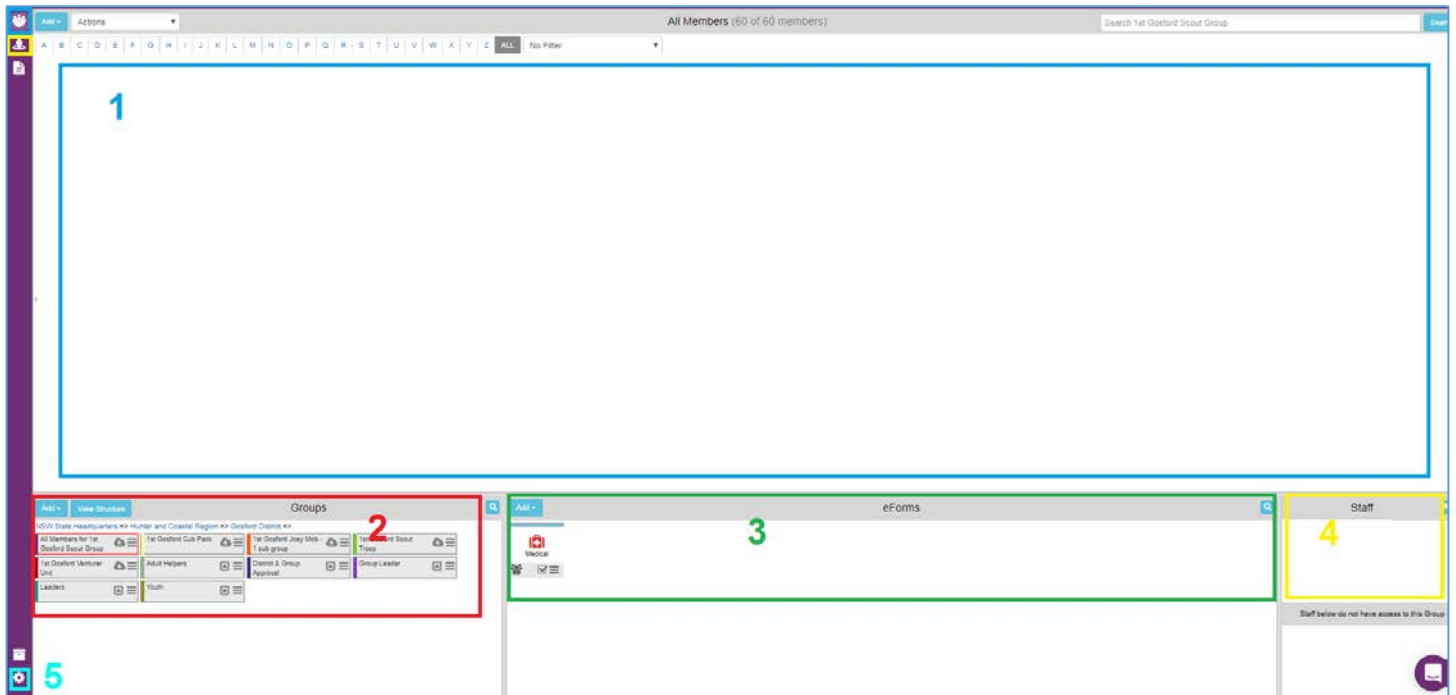 Add Actions All Members (60 of 60 members) Search 1st Gosford Scout Group
A B C D E F G H I J K L M N O P Q R S T U V W X Y Z ALL No Filter
1
Add View Structure Groups
NSW State Headquarters => Hunter and Coastal Region => Gosford District =>
2
All Members for 1st Gosford Scout Group
1st Gosford Cub Pack
1st Gosford Joey Mob - 1 sub group
Scout Troop
1st Gosford Venturer Unit
Adult Helpers
District & Group Approval
Group Leader
Leaders
Youth
Add eForms
3
Medical
Staff
4
Staff below do not have access to this Group
5